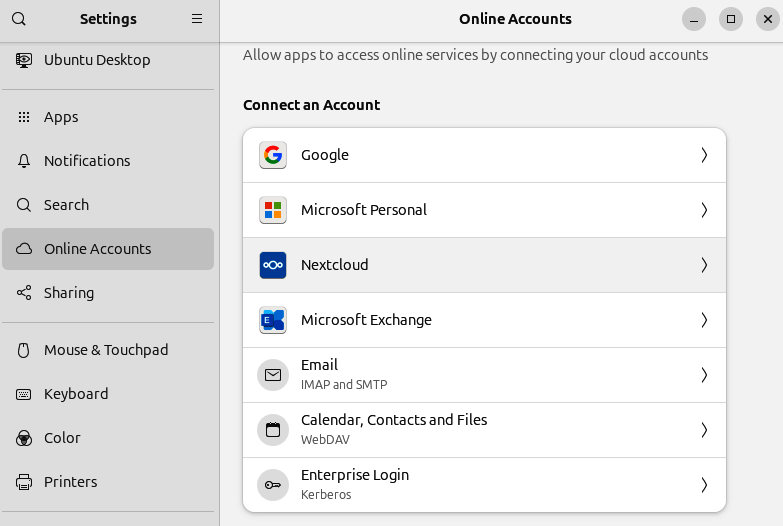 Settings
Online Accounts
Ubuntu Desktop
Apps
Notifications
Search
Online Accounts
Sharing
Mouse & Touchpad
Keyboard
Color
Printers
Allow apps to access online services by connecting your cloud accounts
Connect an Account
Google
Microsoft Personal
Nextcloud
Microsoft Exchange
Email
IMAP and SMTP
Calendar, Contacts and Files
WebDAV
Enterprise Login
Kerberos